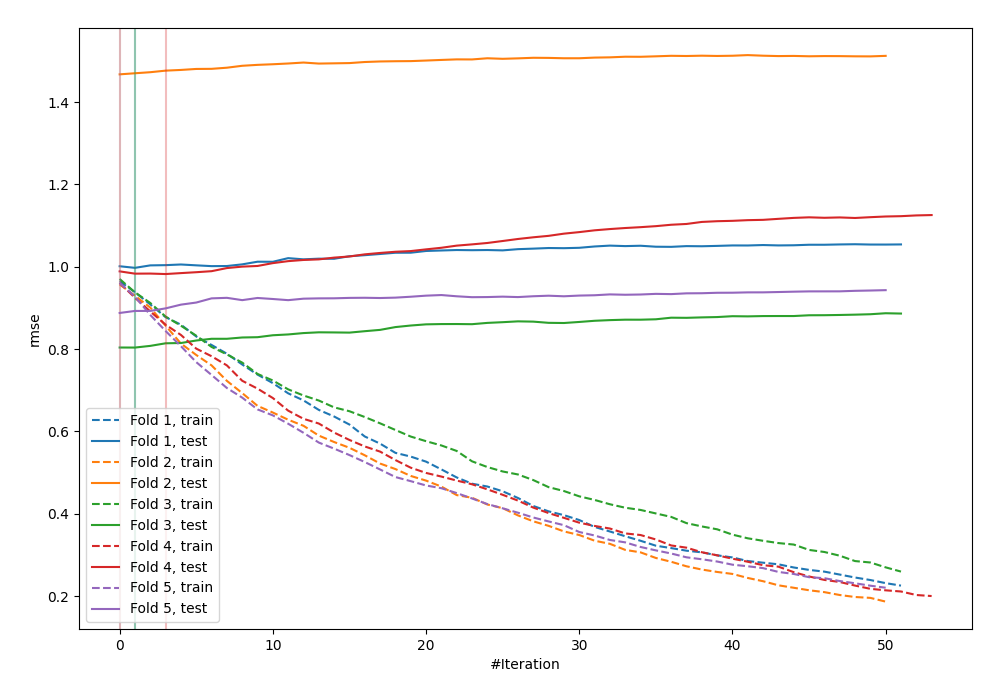 1.4
1.2
1.0
0.8
0.6
0.4
0.2
rmse
Fold 1, train
Fold 1, test
Fold 2, train
Fold 2, test
Fold 3, train
Fold 3, test
Fold 4, train
Fold 4, test
Fold 5, train
Fold 5, test
0 10 20 30 40 50
#Iteration